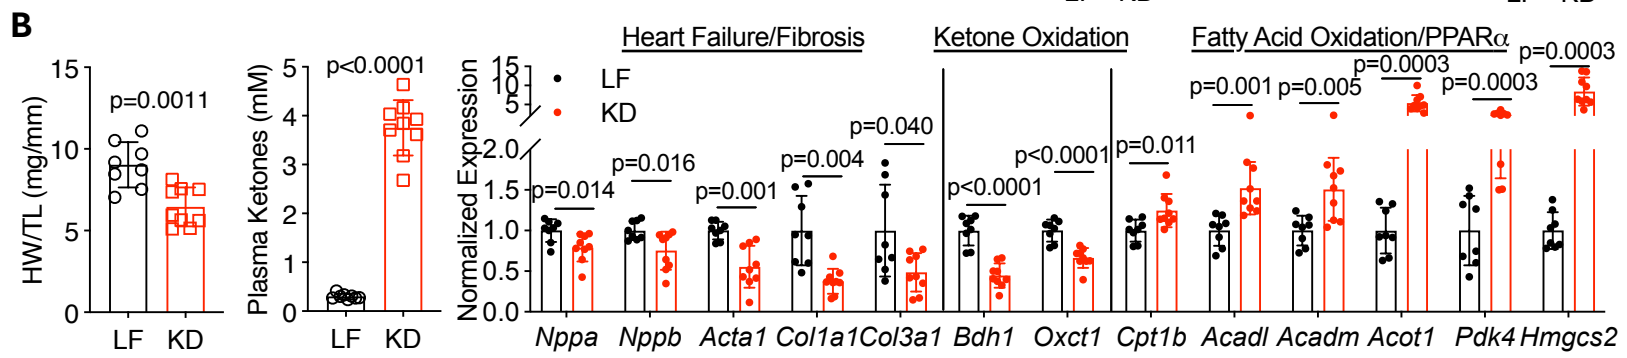 B
HW/TL (mg/mm)
15
10
5
0
p=0.0011
LF KD
Plasma Ketones (mM)
5
4
3
2
1
0
p<0.0001
LF KD
Normalized Expression
15
10
5
2.0
1.5
1.0
0.5
0.0
LF
KD
Heart Failure/Fibrosis
Ketone Oxidation
Fatty Acid Oxidation/PPARα
p=0.014
p=0.016
p=0.001
p=0.004
p=0.040
p<0.0001
p<0.0001
p=0.011
p=0.001
p=0.005
p=0.0003
p=0.0003
p=0.0003
Nppa Nppb Acta1 Col1a1 Col3a1 Bdh1 Oxct1 Cpt1b Acadl Acadm Acot1 Pdk4 Hmgcs2